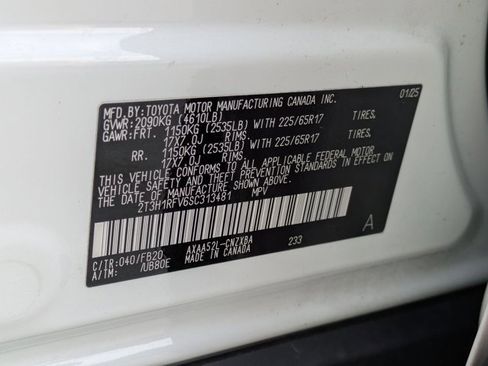 MFD. BY: TOYOTA MOTOR MANUFACTURING CANADA INC. 01/25
GVWR: 2090KG (4610LB)
GAWR: FRT. 1150KG (2535LB) WITH 225/65R17 TIRES.
17X7.0J RIMS.
RR. 1150KG (2535LB) WITH 225/65R17 TIRES.
17X7.0J RIMS.
THIS VEHICLE CONFORMS TO ALL APPLICABLE FEDERAL MOTOR
VEHICLE SAFETY AND THEFT PREVENTION STANDARDS IN EFFECT ON
THE DATE OF MANUFACTURE SHOWN ABOVE.
2T3H1RFV6SC313481 MPV
A
C/TR: 040/FB20 AXAA52L-CNZXBA 233
A/TM: /UB80E MADE IN CANADA